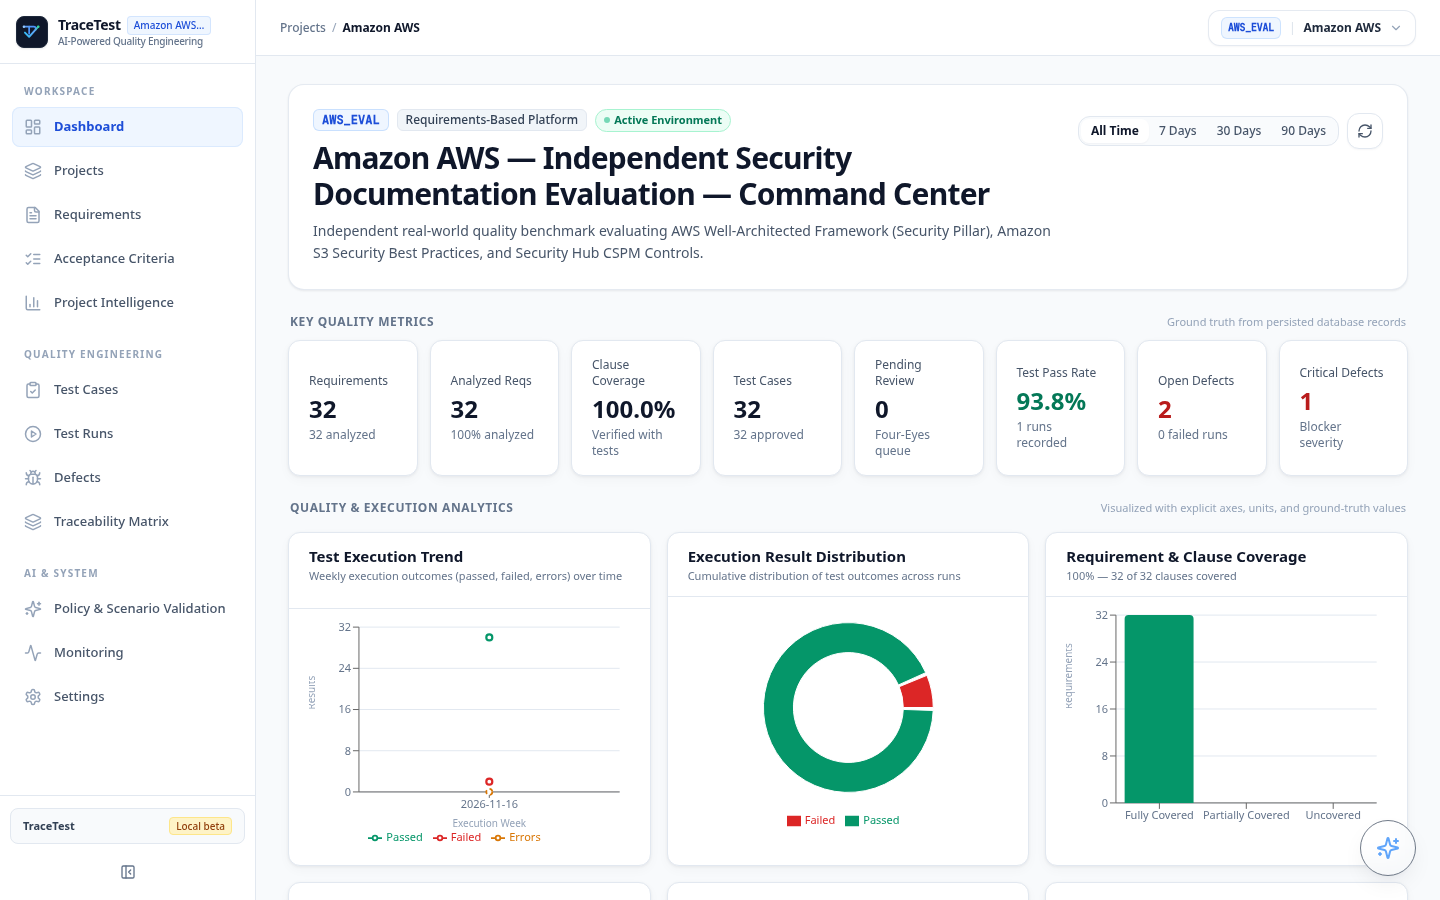 TraceTest
Amazon AWS...
AI-Powered Quality Engineering
WORKSPACE
Dashboard
Projects
Requirements
Acceptance Criteria
Project Intelligence
QUALITY ENGINEERING
Test Cases
Test Runs
Defects
Traceability Matrix
AI & SYSTEM
Policy & Scenario Validation
Monitoring
Settings
TraceTest
Local beta
Projects / Amazon AWS
AWS_EVAL
Amazon AWS
AWS_EVAL
Requirements-Based Platform
Active Environment
All Time
7 Days
30 Days
90 Days
Amazon AWS — Independent Security
Documentation Evaluation — Command Center
Independent real-world quality benchmark evaluating AWS Well-Architected Framework (Security Pillar), Amazon
S3 Security Best Practices, and Security Hub CSPM Controls.
KEY QUALITY METRICS
Ground truth from persisted database records
Requirements
32
32 analyzed
Analyzed Reqs
32
100% analyzed
Clause
Coverage
100.0%
Verified with
tests
Test Cases
32
32 approved
Pending
Review
0
Four-Eyes
queue
Test Pass Rate
93.8%
1 runs
recorded
Open Defects
2
0 failed runs
Critical Defects
1
Blocker
severity
QUALITY & EXECUTION ANALYTICS
Visualized with explicit axes, units, and ground-truth values
Test Execution Trend
Weekly execution outcomes (passed, failed, errors) over time
Results
32
24
16
8
0
2026-11-16
Execution Week
Passed
Failed
Errors
Execution Result Distribution
Cumulative distribution of test outcomes across runs
Failed
Passed
Requirement & Clause Coverage
100% — 32 of 32 clauses covered
Requirements
32
24
16
8
0
Fully Covered
Partially Covered
Uncovered